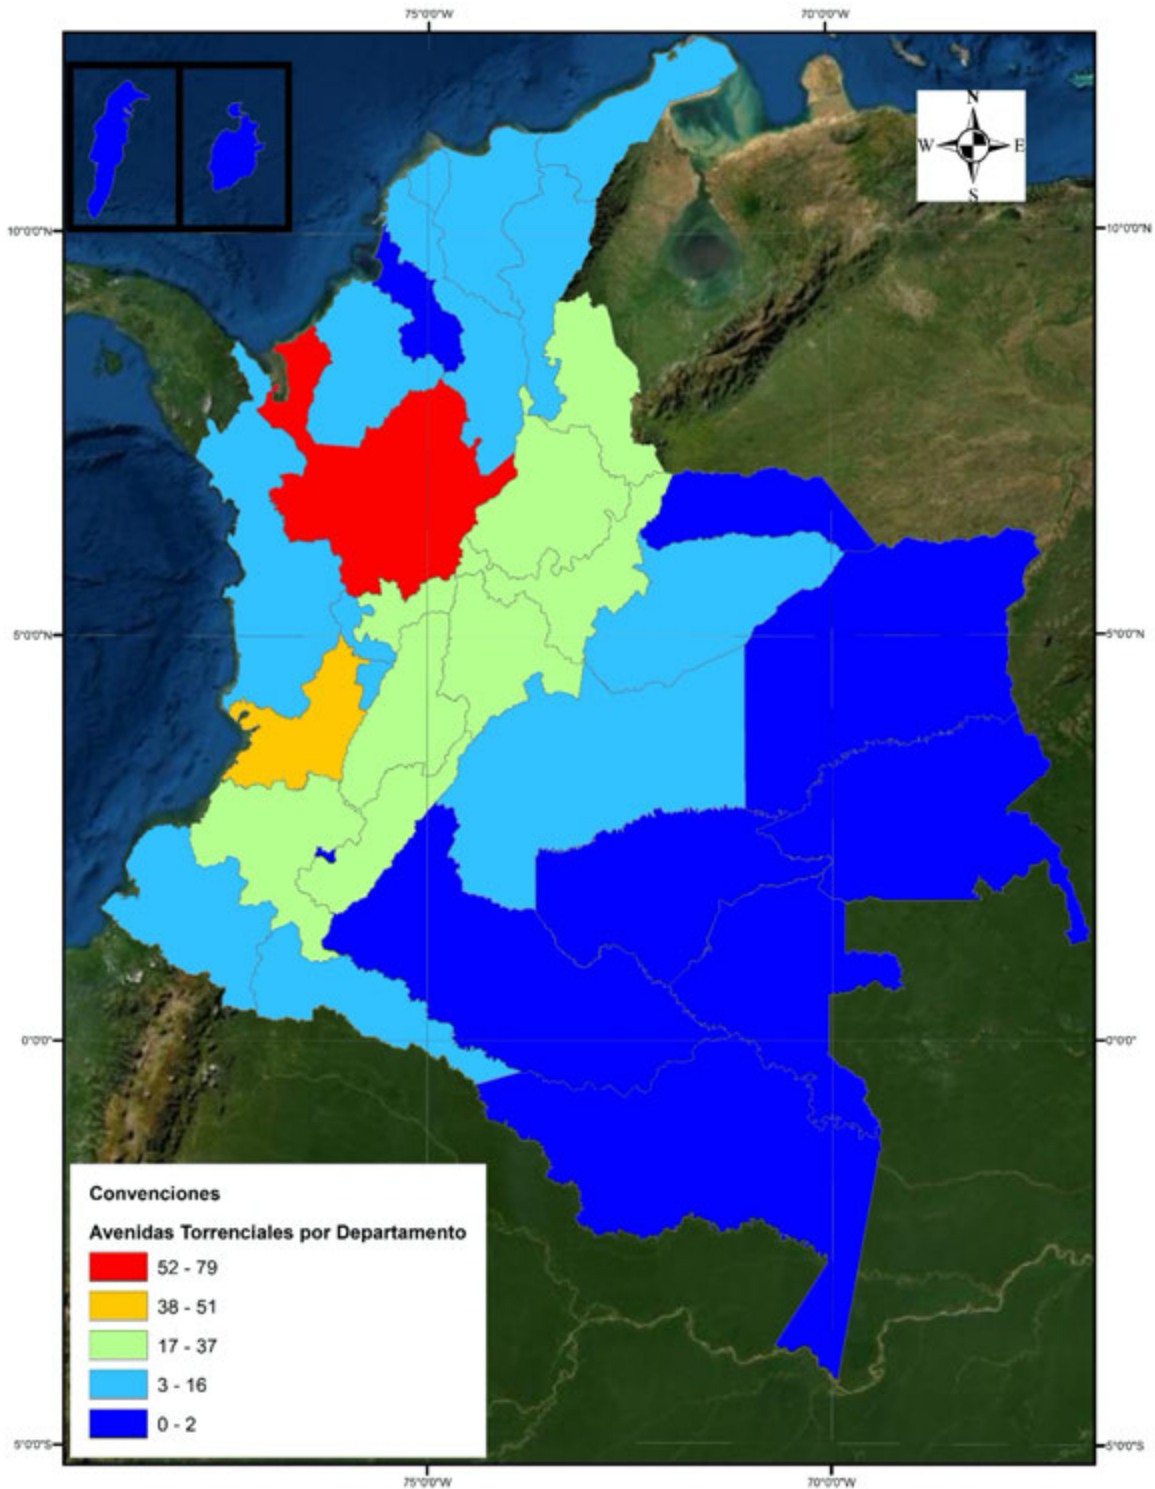 75°0'0"W 70°0'0"W
N
W E
S
10°0'0"N 10°0'0"N
5°0'0"N 5°0'0"N
0°0'0" 0°0'0"
Convenciones
Avenidas Torrenciales por Departamento
52 - 79
38 - 51
17 - 37
3 - 16
0 - 2
5°0'0"S 5°0'0"S
75°0'0"W 70°0'0"W